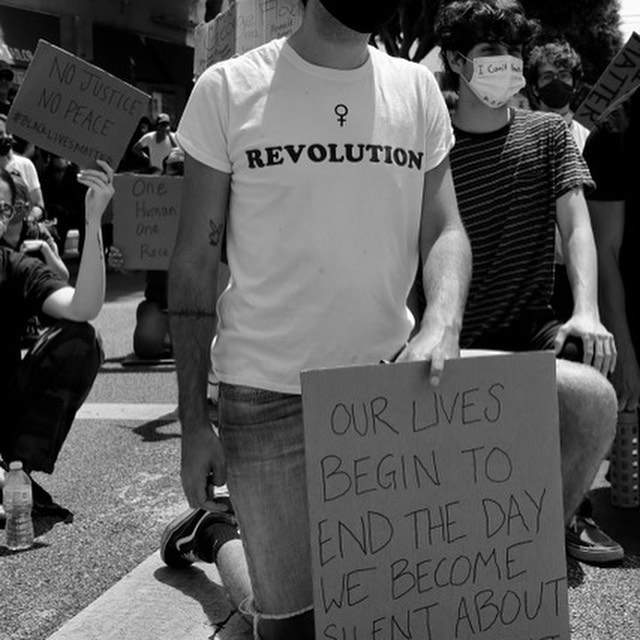 NO JUSTICE
NO PEACE
#BLACKLIVESMATTER
One
Human
One
Race
REVOLUTION
I Can't
ATTER
OUR LIVES
BEGIN TO
END THE DAY
WE BECOME
SILENT ABOUT